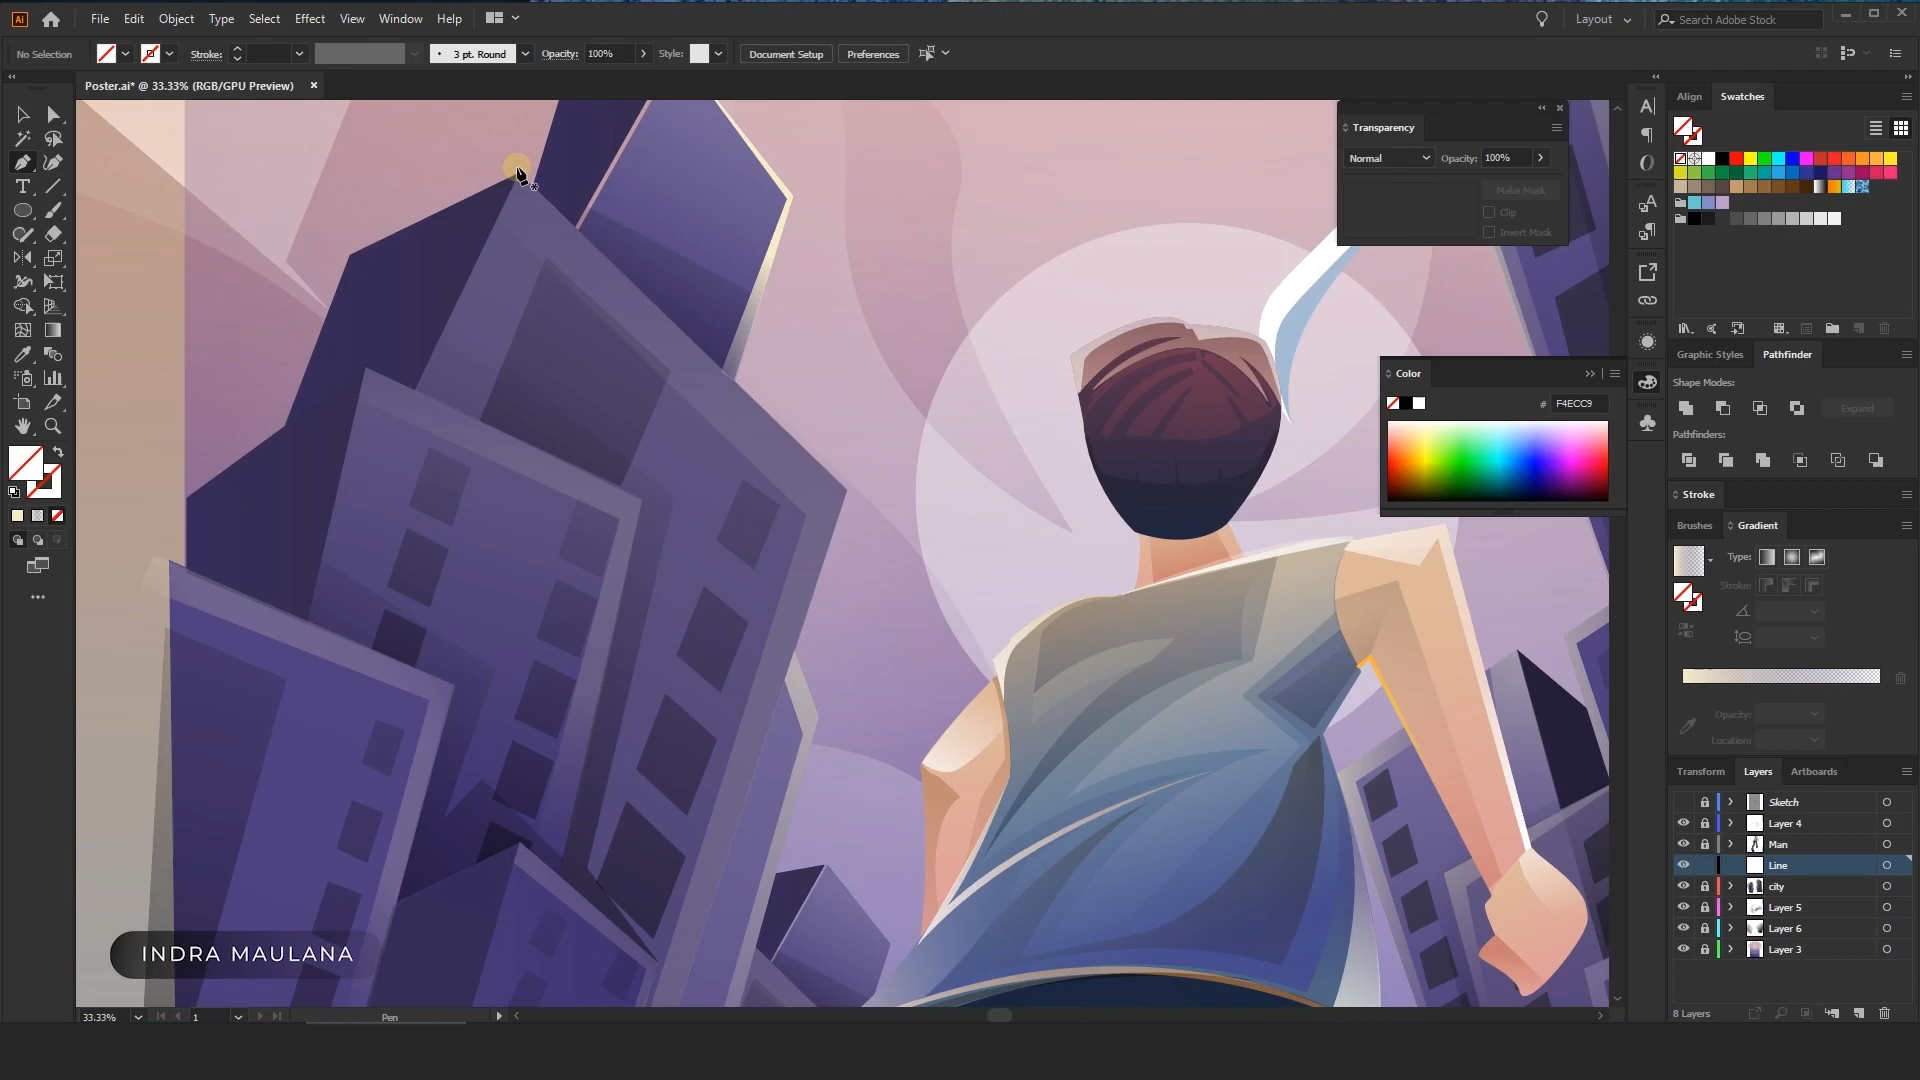 Ai File Edit Object Type Select Effect View Window Help Layout Search Adobe Stock
No Selection Stroke: 3 pt. Round Opacity: 100% Style: Document Setup Preferences
Poster.ai* @ 33.33% (RGB/GPU Preview)
Transparency
Normal Opacity: 100%
Make Mask
Clip
Invert Mask
Align Swatches
Color
# F4ECC9
Graphic Styles Pathfinder
Shape Modes:
Expand
Pathfinders:
Stroke
Brushes Gradient
Type:
Stroke:
Opacity:
Location:
Transform Layers Artboards
Sketch
Layer 4
Man
Line
city
Layer 5
Layer 6
Layer 3
8 Layers
INDRA MAULANA
33.33% 1 Pen